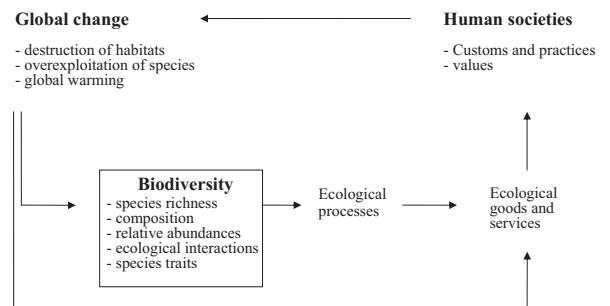 Global change
- destruction of habitats
- overexploitation of species
- global warming
Human societies
- Customs and practices
- values
Biodiversity
- species richness
- composition
- relative abundances
- ecological interactions
- species traits
Ecological
processes
Ecological
goods and
services